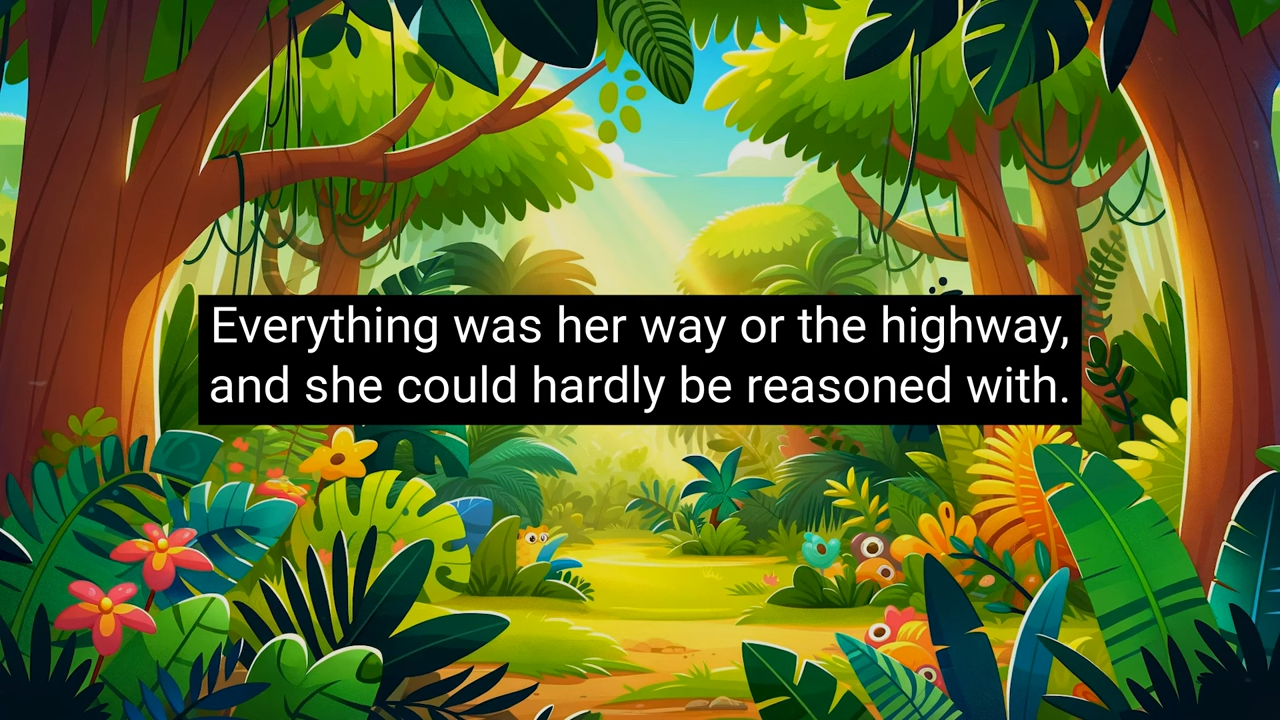 Everything was her way or the highway,
and she could hardly be reasoned with.